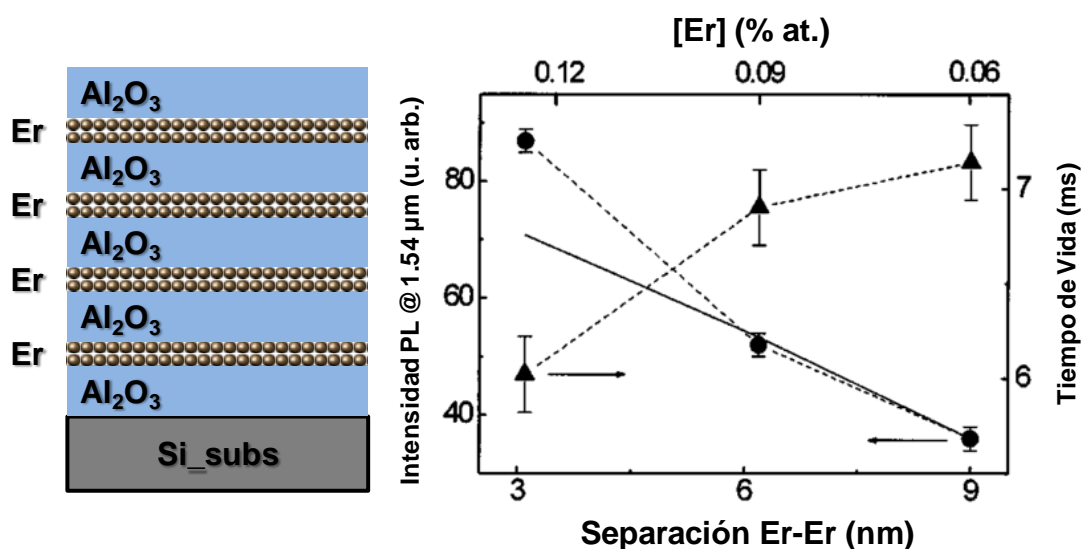 Al₂O₃
Er
Al₂O₃
Er
Al₂O₃
Er
Al₂O₃
Er
Al₂O₃
Si_subs
[Er] (% at.)
0.12 0.09 0.06
Intensidad PL @ 1.54 µm (u. arb.)
80
60
40
7
6
Tiempo de Vida (ms)
3 6 9
Separación Er-Er (nm)